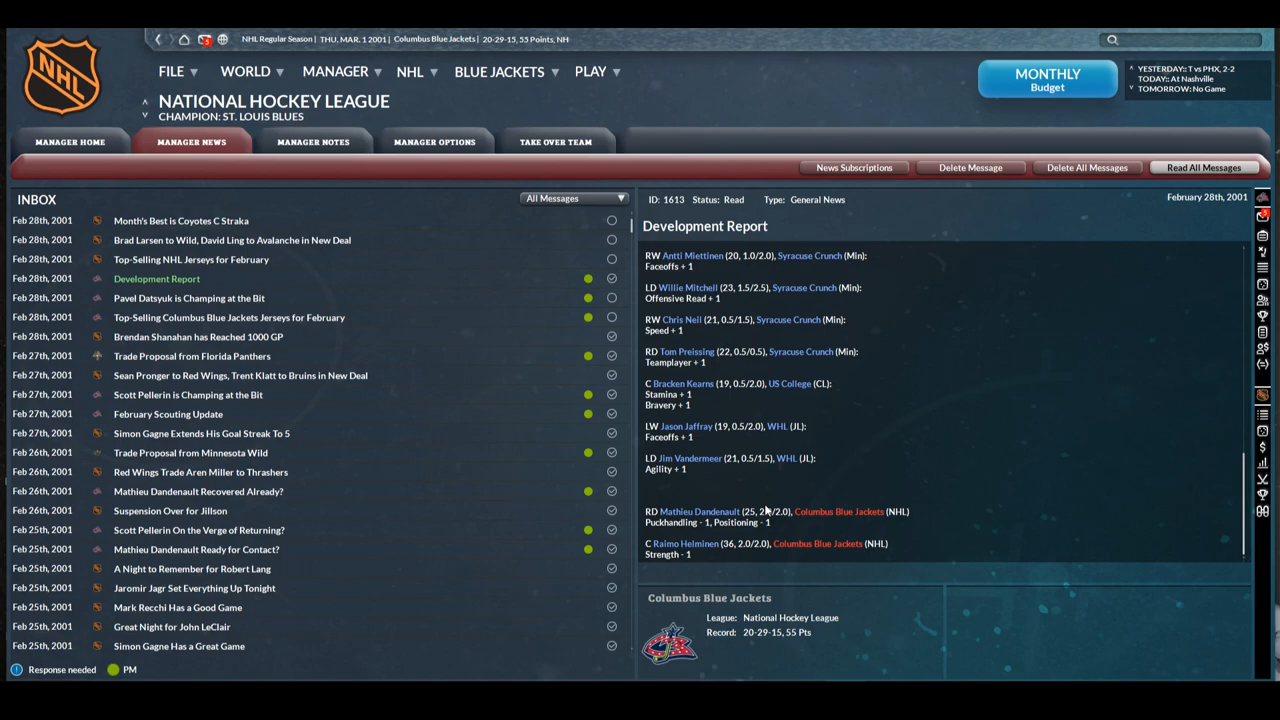 NHL Regular Season | THU. MAR. 1 2001 | Columbus Blue Jackets | 20-29-15, 55 Points, NH
NHL
FILE WORLD MANAGER NHL BLUE JACKETS PLAY
MONTHLY
Budget
YESTERDAY:: T vs PHX, 2-2
TODAY:: At Nashville
TOMORROW: No Game
NATIONAL HOCKEY LEAGUE
CHAMPION: ST. LOUIS BLUES
MANAGER HOME MANAGER NEWS MANAGER NOTES MANAGER OPTIONS TAKE OVER TEAM
News Subscriptions Delete Message Delete All Messages Read All Messages
INBOX All Messages
Feb 28th, 2001 Month's Best is Coyotes C Straka
Feb 28th, 2001 Brad Larsen to Wild, David Ling to Avalanche in New Deal
Feb 28th, 2001 Top-Selling NHL Jerseys for February
Feb 28th, 2001 Development Report
Feb 28th, 2001 Pavel Datsyuk is Champing at the Bit
Feb 28th, 2001 Top-Selling Columbus Blue Jackets Jerseys for February
Feb 28th, 2001 Brendan Shanahan has Reached 1000 GP
Feb 27th, 2001 Trade Proposal from Florida Panthers
Feb 27th, 2001 Sean Pronger to Red Wings, Trent Klatt to Bruins in New Deal
Feb 27th, 2001 Scott Pellerin is Champing at the Bit
Feb 27th, 2001 February Scouting Update
Feb 27th, 2001 Simon Gagne Extends His Goal Streak To 5
Feb 26th, 2001 Trade Proposal from Minnesota Wild
Feb 26th, 2001 Red Wings Trade Aren Miller to Thrashers
Feb 26th, 2001 Mathieu Dandenault Recovered Already?
Feb 26th, 2001 Suspension Over for Jillson
Feb 25th, 2001 Scott Pellerin On the Verge of Returning?
Feb 25th, 2001 Mathieu Dandenault Ready for Contact?
Feb 25th, 2001 A Night to Remember for Robert Lang
Feb 25th, 2001 Jaromir Jagr Set Everything Up Tonight
Feb 25th, 2001 Mark Recchi Has a Good Game
Feb 25th, 2001 Great Night for John LeClair
Feb 25th, 2001 Simon Gagne Has a Great Game
Response needed PM
ID: 1613 Status: Read Type: General News February 28th, 2001
Development Report
RW Antti Miettinen (20, 1.0/2.0), Syracuse Crunch (Min):
Faceoffs + 1
LD Willie Mitchell (23, 1.5/2.5), Syracuse Crunch (Min):
Offensive Read + 1
RW Chris Neil (21, 0.5/1.5), Syracuse Crunch (Min):
Speed + 1
RD Tom Preissing (22, 0.5/0.5), Syracuse Crunch (Min):
Teamplayer + 1
C Bracken Kearns (19, 0.5/2.0), US College (CL):
Stamina + 1
Bravery + 1
LW Jason Jaffray (19, 0.5/2.0), WHL (JL):
Faceoffs + 1
LD Jim Vandermeer (21, 0.5/1.5), WHL (JL):
Agility + 1
RD Mathieu Dandenault (25, /2.0), Columbus Blue Jackets (NHL)
Puckhandling - 1, Positioning - 1
C Raimo Helminen (36, 2.0/2.0), Columbus Blue Jackets (NHL)
Strength - 1
Columbus Blue Jackets
League: National Hockey League
Record: 20-29-15, 55 Pts